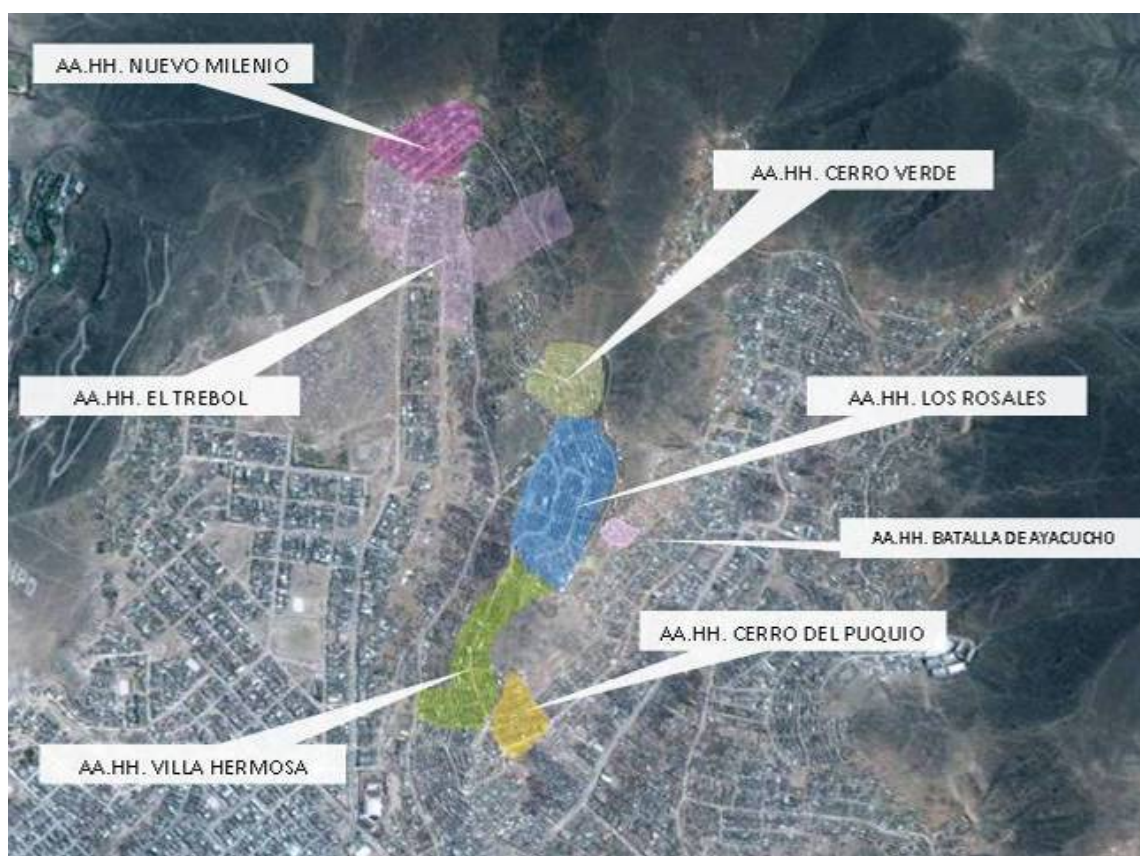 AA.HH. NUEVO MILENIO
AA.HH. CERRO VERDE
AA.HH. EL TREBOL
AA.HH. LOS ROSALES
AA.HH. BATALLA DE AYACUCHO
AA.HH. CERRO DEL PUQUIO
AA.HH. VILLA HERMOSA